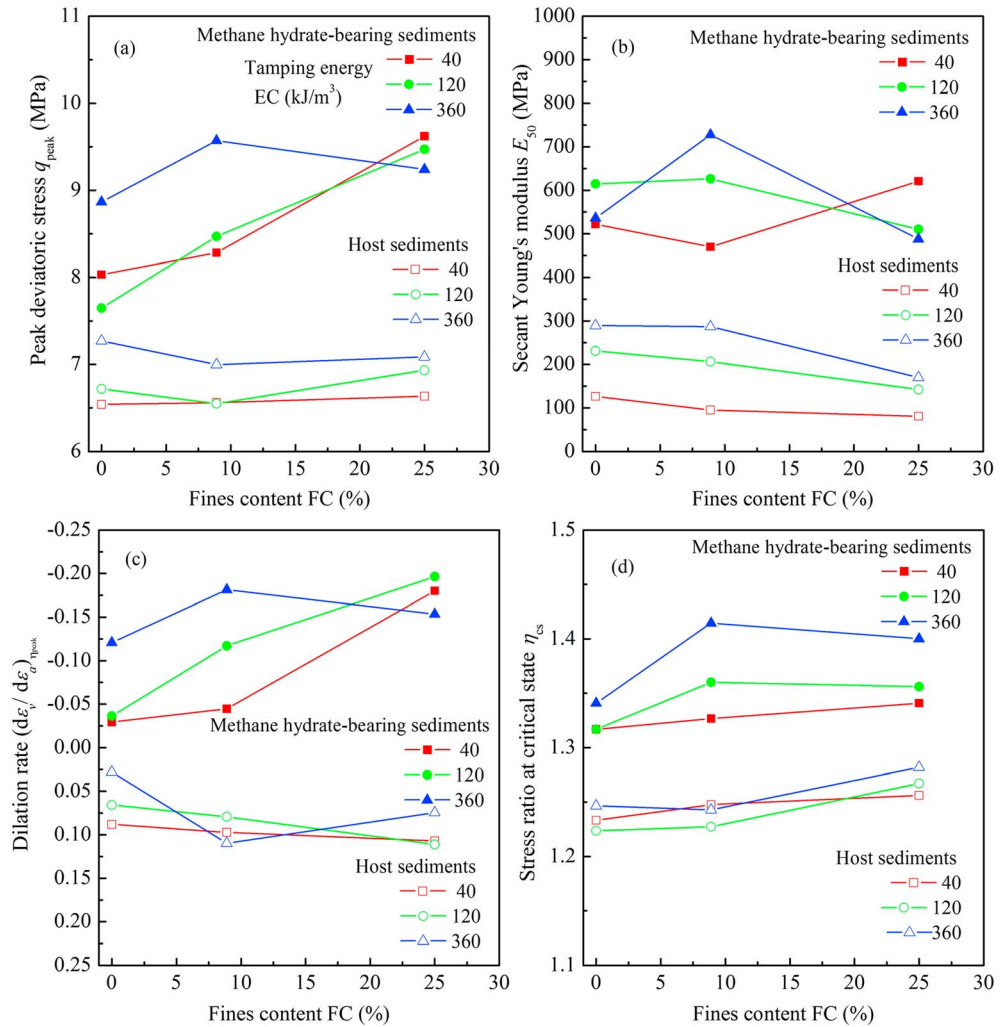 (a)
Methane hydrate-bearing sediments
Tamping energy
EC (kJ/m³)
40
120
360
Host sediments
40
120
360
11
10
9
8
7
6
Peak deviatoric stress q_peak (MPa)
0 5 10 15 20 25 30
Fines content FC (%)
(b)
Methane hydrate-bearing sediments
40
120
360
Host sediments
40
120
360
1000
900
800
700
600
500
400
300
200
100
0
Secant Young's modulus E_50 (MPa)
0 5 10 15 20 25 30
Fines content FC (%)
(c)
Methane hydrate-bearing sediments
40
120
360
Host sediments
40
120
360
-0.25
-0.20
-0.15
-0.10
-0.05
0.00
0.05
0.10
0.15
0.20
0.25
Dilation rate (dε_v/ dε_a)_ηpeak
0 5 10 15 20 25 30
Fines content FC (%)
(d)
Methane hydrate-bearing sediments
40
120
360
Host sediments
40
120
360
1.5
1.4
1.3
1.2
1.1
Stress ratio at critical state η_cs
0 5 10 15 20 25 30
Fines content FC (%)